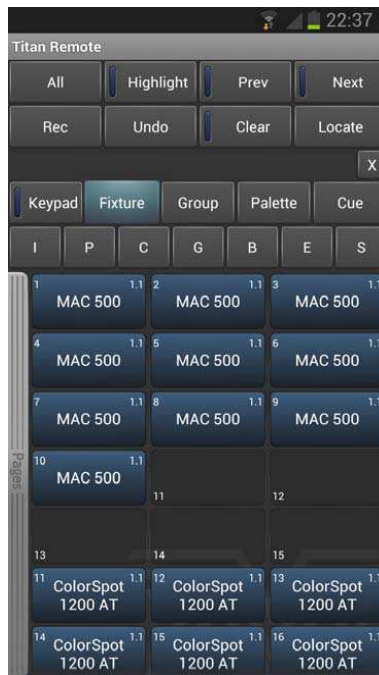 22:37
Titan Remote
All Highlight Prev Next
Rec Undo Clear Locate
X
Keypad Fixture Group Palette Cue
I P C G B E S
1 1.1 2 1.1 3 1.1
MAC 500 MAC 500 MAC 500
4 1.1 5 1.1 6 1.1
MAC 500 MAC 500 MAC 500
7 1.1 8 1.1 9 1.1
MAC 500 MAC 500 MAC 500
Pages
10 1.1
MAC 500
11 12
13 14 15
11 1.1 12 1.1 13 1.1
ColorSpot ColorSpot ColorSpot
1200 AT 1200 AT 1200 AT
14 1.1 15 1.1 16 1.1
ColorSpot ColorSpot ColorSpot
1200 AT 1200 AT 1200 AT